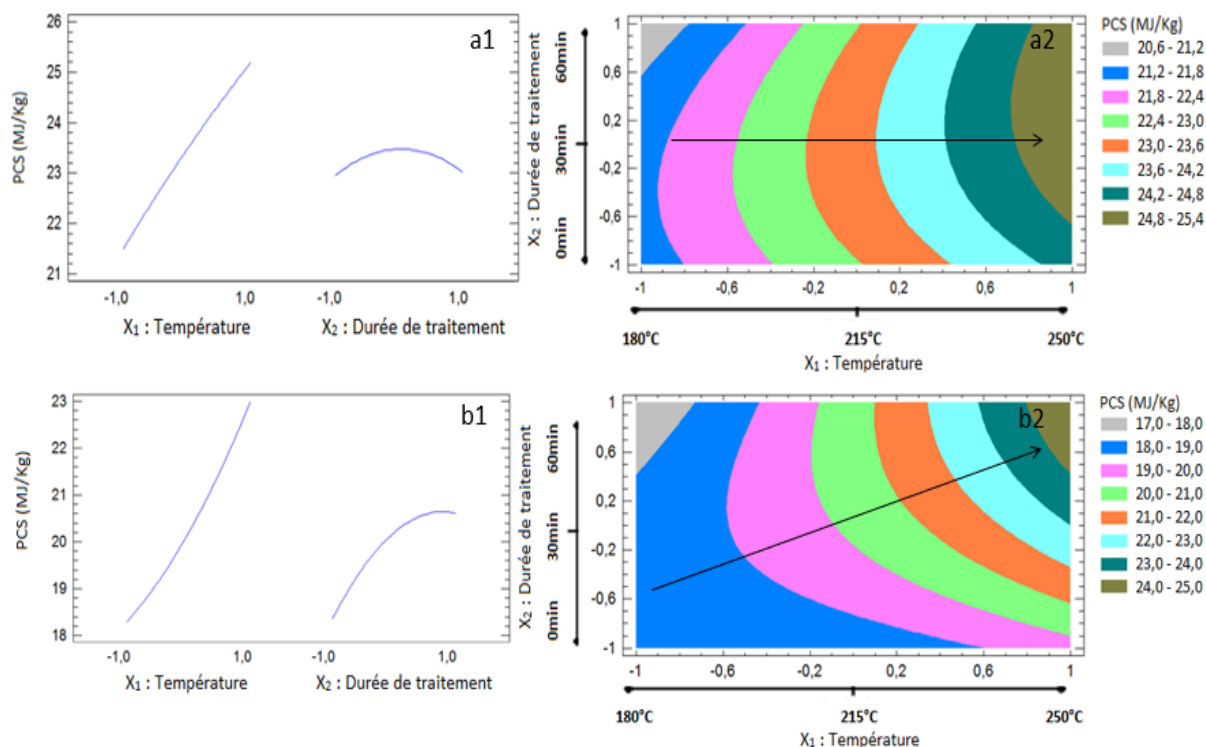 a1
26
25
24
23
22
21
PCS (MJ/Kg)
-1,0
1,0
-1,0
1,0
X₁ : Température
X₂ : Durée de traitement
X₂ : Durée de traitement
0min
30min
60min
a2
1
0,6
0,2
-0,2
-0,6
-1
-1
-0,6
-0,2
0,2
0,6
1
180°C
215°C
250°C
X₁ : Température
PCS (MJ/Kg)
20,6 - 21,2
21,2 - 21,8
21,8 - 22,4
22,4 - 23,0
23,0 - 23,6
23,6 - 24,2
24,2 - 24,8
24,8 - 25,4
b1
23
22
21
20
19
18
PCS (MJ/Kg)
-1,0
1,0
-1,0
1,0
X₁ : Température
X₂ : Durée de traitement
X₂ : Durée de traitement
0min
30min
60min
b2
1
0,6
0,2
-0,2
-0,6
-1
-1
-0,6
-0,2
0,2
0,6
1
180°C
215°C
250°C
X₁ : Température
PCS (MJ/Kg)
17,0 - 18,0
18,0 - 19,0
19,0 - 20,0
20,0 - 21,0
21,0 - 22,0
22,0 - 23,0
23,0 - 24,0
24,0 - 25,0